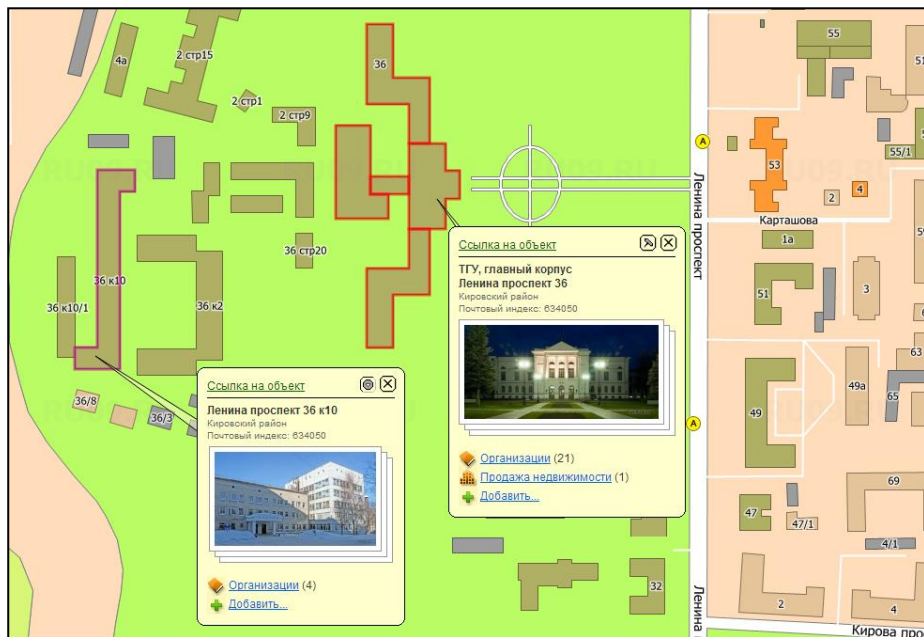 36
4а
2 стр15
2 стр1
2 стр9
36 к10
36 к10/1
36 к2
36 стр20
36/8
36/3
Ссылка на объект
ТГУ, главный корпус
Ленина проспект 36
Кировский район
Почтовый индекс: 634050
Организации (21)
Продажа недвижимости (1)
Добавить...
Ссылка на объект
Ленина проспект 36 к10
Кировский район
Почтовый индекс: 634050
Организации (4)
Добавить...
Ленина проспект
А
А
55
53
55/1
4
2
Карташова
1а
51
3
63
49
49а
65
69
47
47/1
4/1
32
2
4
Кирова про
Ленина п